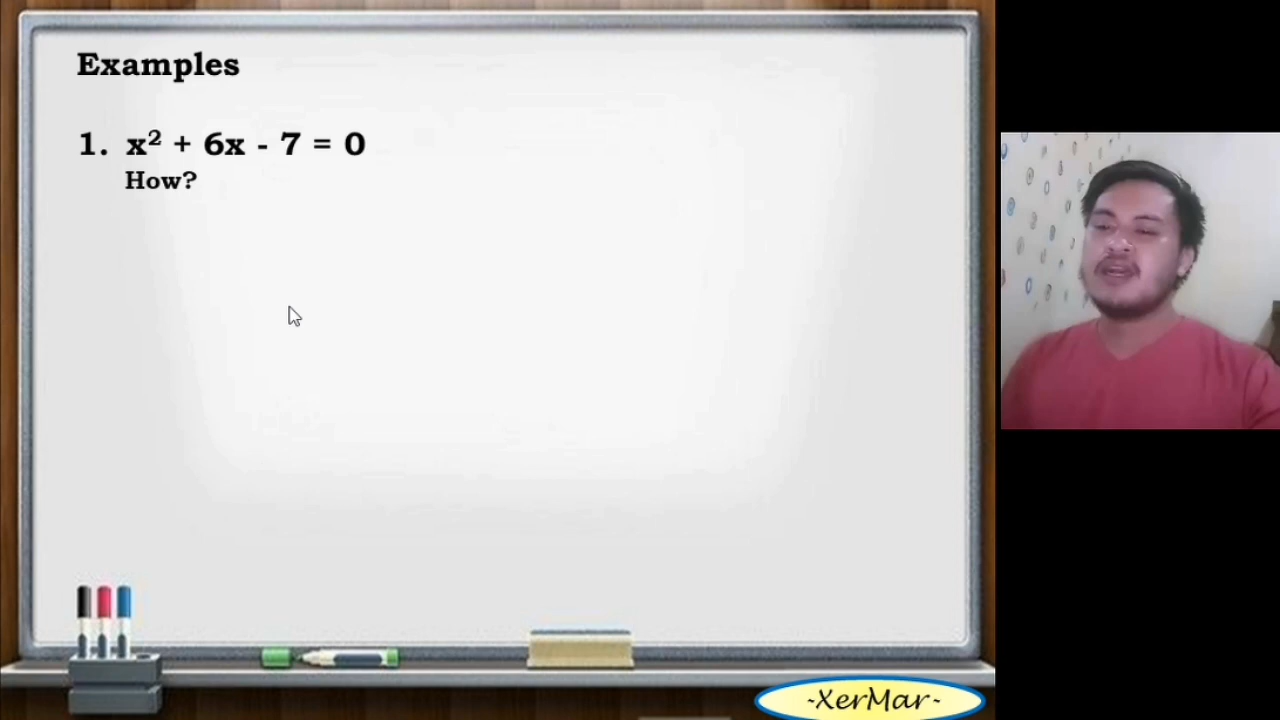 Examples
1. x² + 6x - 7 = 0
How?
-XerMar-